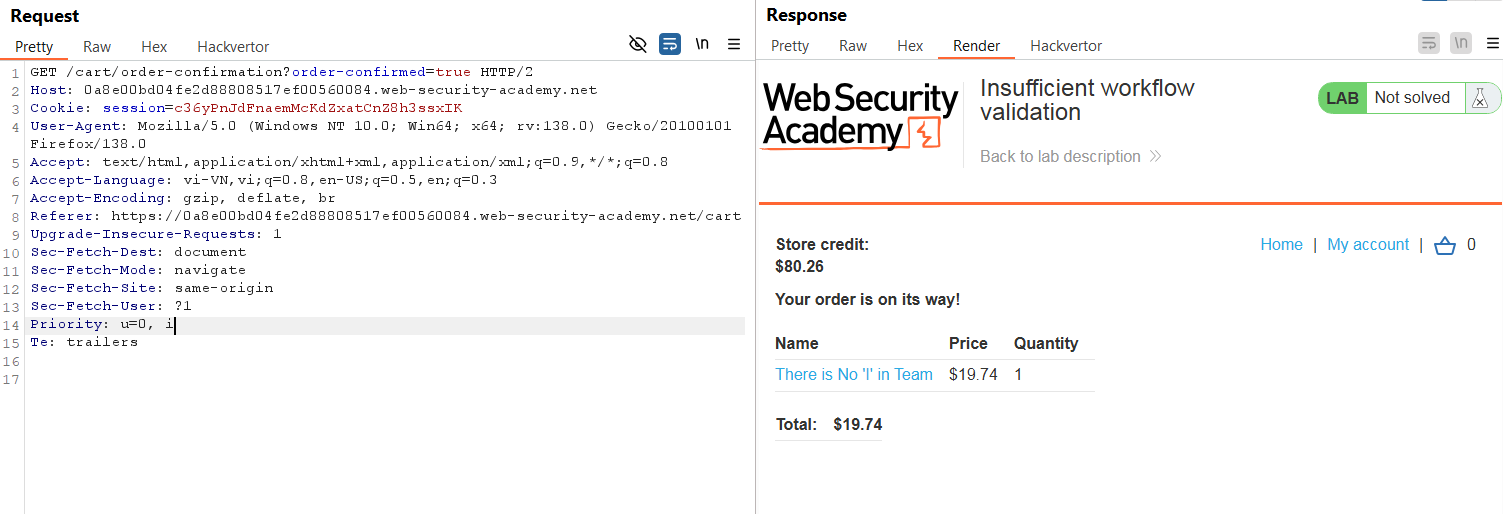 Request
Pretty Raw Hex Hackvertor \n
1 GET /cart/order-confirmation?order-confirmed=true HTTP/2
2 Host: 0a8e00bd04fe2d88808517ef00560084.web-security-academy.net
3 Cookie: session=c36yPnJdFnaemMcKdZxatCnZ8h3ssxIK
4 User-Agent: Mozilla/5.0 (Windows NT 10.0; Win64; x64; rv:138.0) Gecko/20100101
Firefox/138.0
5 Accept: text/html,application/xhtml+xml,application/xml;q=0.9,*/*;q=0.8
6 Accept-Language: vi-VN,vi;q=0.8,en-US;q=0.5,en;q=0.3
7 Accept-Encoding: gzip, deflate, br
8 Referer: https://0a8e00bd04fe2d88808517ef00560084.web-security-academy.net/cart
9 Upgrade-Insecure-Requests: 1
10 Sec-Fetch-Dest: document
11 Sec-Fetch-Mode: navigate
12 Sec-Fetch-Site: same-origin
13 Sec-Fetch-User: ?1
14 Priority: u=0, i
15 Te: trailers
16
17
Response
Pretty Raw Hex Render Hackvertor \n
Web Security
Academy
Insufficient workflow
validation
Back to lab description
LAB Not solved
Store credit:
$80.26
Home | My account | 0
Your order is on its way!
Name Price Quantity
There is No 'I' in Team $19.74 1
Total: $19.74